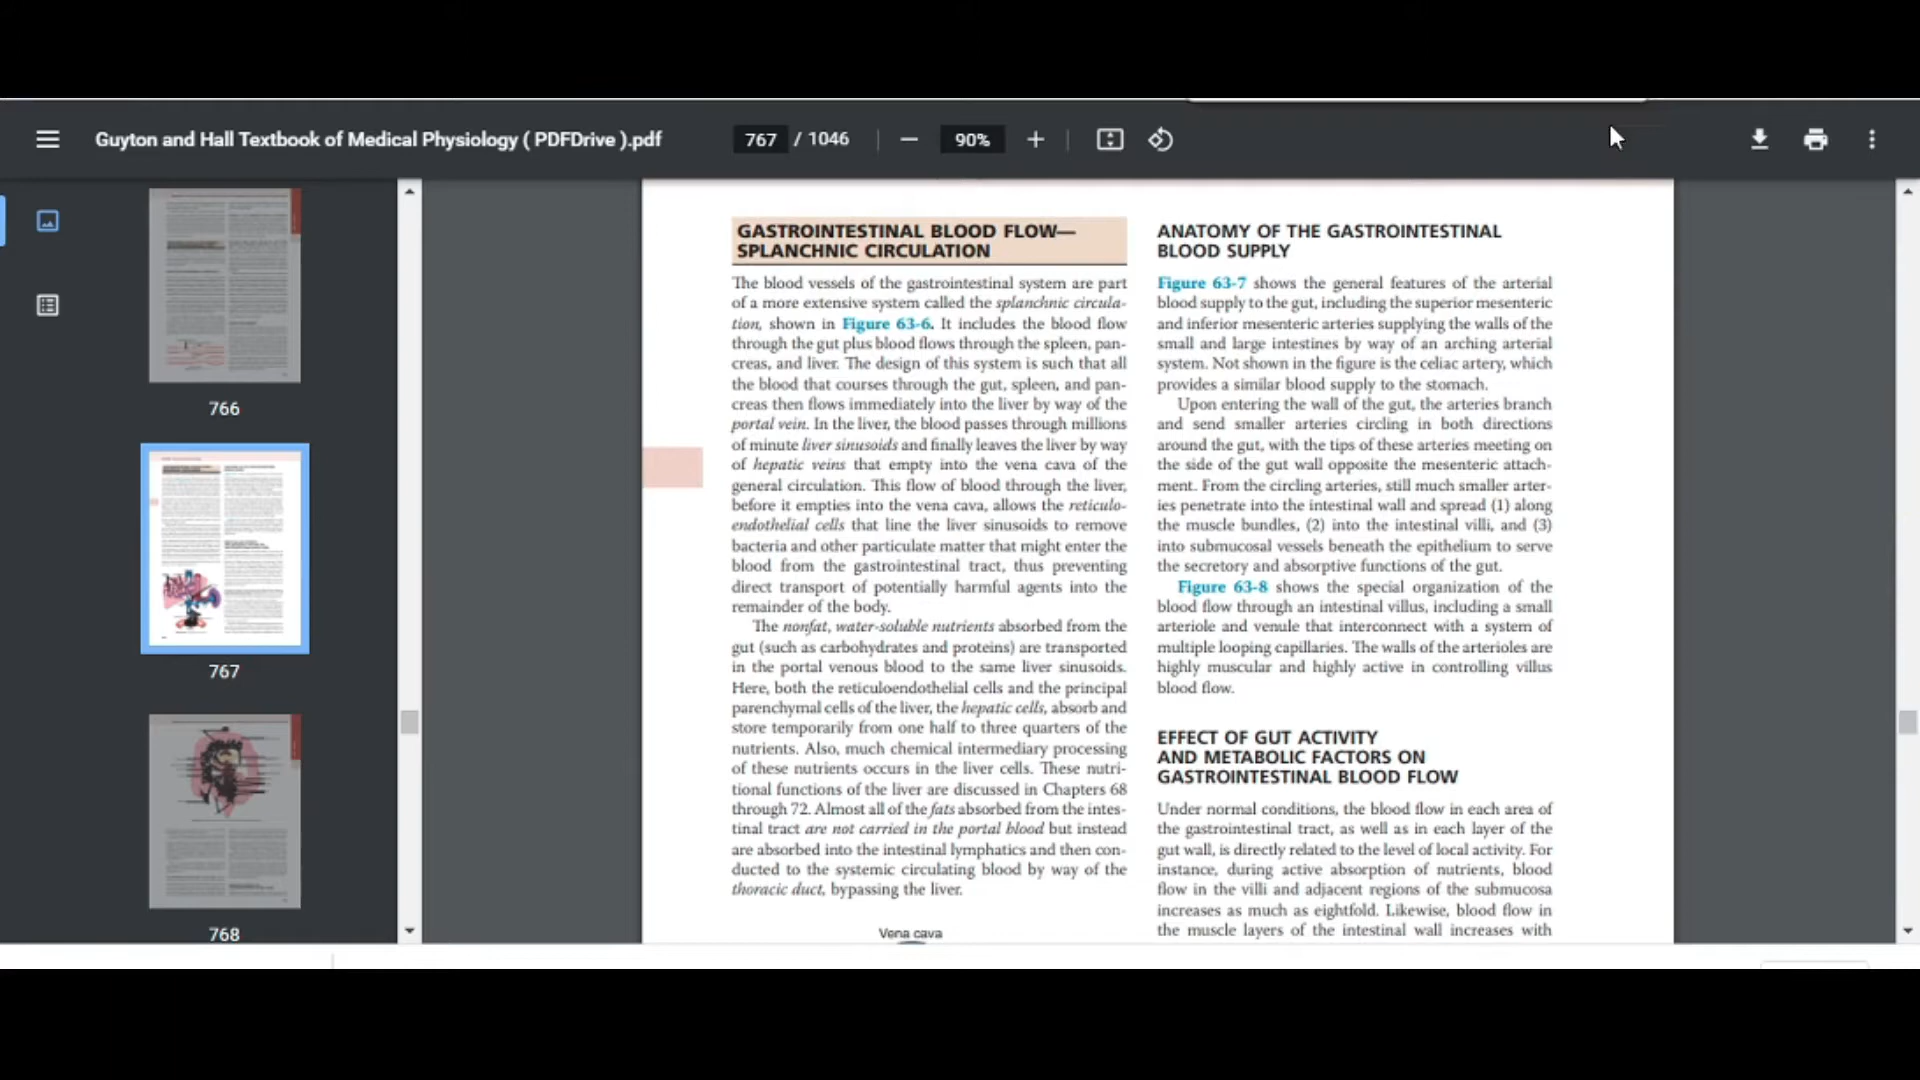 Guyton and Hall Textbook of Medical Physiology ( PDFDrive ).pdf
767 / 1046
90%
766
767
768
GASTROINTESTINAL BLOOD FLOW—
SPLANCHNIC CIRCULATION
The blood vessels of the gastrointestinal system are part
of a more extensive system called the splanchnic circula-
tion, shown in Figure 63-6. It includes the blood flow
through the gut plus blood flows through the spleen, pan-
creas, and liver. The design of this system is such that all
the blood that courses through the gut, spleen, and pan-
creas then flows immediately into the liver by way of the
portal vein. In the liver, the blood passes through millions
of minute liver sinusoids and finally leaves the liver by way
of hepatic veins that empty into the vena cava of the
general circulation. This flow of blood through the liver,
before it empties into the vena cava, allows the reticulo-
endothelial cells that line the liver sinusoids to remove
bacteria and other particulate matter that might enter the
blood from the gastrointestinal tract, thus preventing
direct transport of potentially harmful agents into the
remainder of the body.
The nonfat, water-soluble nutrients absorbed from the
gut (such as carbohydrates and proteins) are transported
in the portal venous blood to the same liver sinusoids.
Here, both the reticuloendothelial cells and the principal
parenchymal cells of the liver, the hepatic cells, absorb and
store temporarily from one half to three quarters of the
nutrients. Also, much chemical intermediary processing
of these nutrients occurs in the liver cells. These nutri-
tional functions of the liver are discussed in Chapters 68
through 72. Almost all of the fats absorbed from the intes-
tinal tract are not carried in the portal blood but instead
are absorbed into the intestinal lymphatics and then con-
ducted to the systemic circulating blood by way of the
thoracic duct, bypassing the liver.
Vena cava
ANATOMY OF THE GASTROINTESTINAL
BLOOD SUPPLY
Figure 63-7 shows the general features of the arterial
blood supply to the gut, including the superior mesenteric
and inferior mesenteric arteries supplying the walls of the
small and large intestines by way of an arching arterial
system. Not shown in the figure is the celiac artery, which
provides a similar blood supply to the stomach.
Upon entering the wall of the gut, the arteries branch
and send smaller arteries circling in both directions
around the gut, with the tips of these arteries meeting on
the side of the gut wall opposite the mesenteric attach-
ment. From the circling arteries, still much smaller arter-
ies penetrate into the intestinal wall and spread (1) along
the muscle bundles, (2) into the intestinal villi, and (3)
into submucosal vessels beneath the epithelium to serve
the secretory and absorptive functions of the gut.
Figure 63-8 shows the special organization of the
blood flow through an intestinal villus, including a small
arteriole and venule that interconnect with a system of
multiple looping capillaries. The walls of the arterioles are
highly muscular and highly active in controlling villus
blood flow.
EFFECT OF GUT ACTIVITY
AND METABOLIC FACTORS ON
GASTROINTESTINAL BLOOD FLOW
Under normal conditions, the blood flow in each area of
the gastrointestinal tract, as well as in each layer of the
gut wall, is directly related to the level of local activity. For
instance, during active absorption of nutrients, blood
flow in the villi and adjacent regions of the submucosa
increases as much as eightfold. Likewise, blood flow in
the muscle layers of the intestinal wall increases with